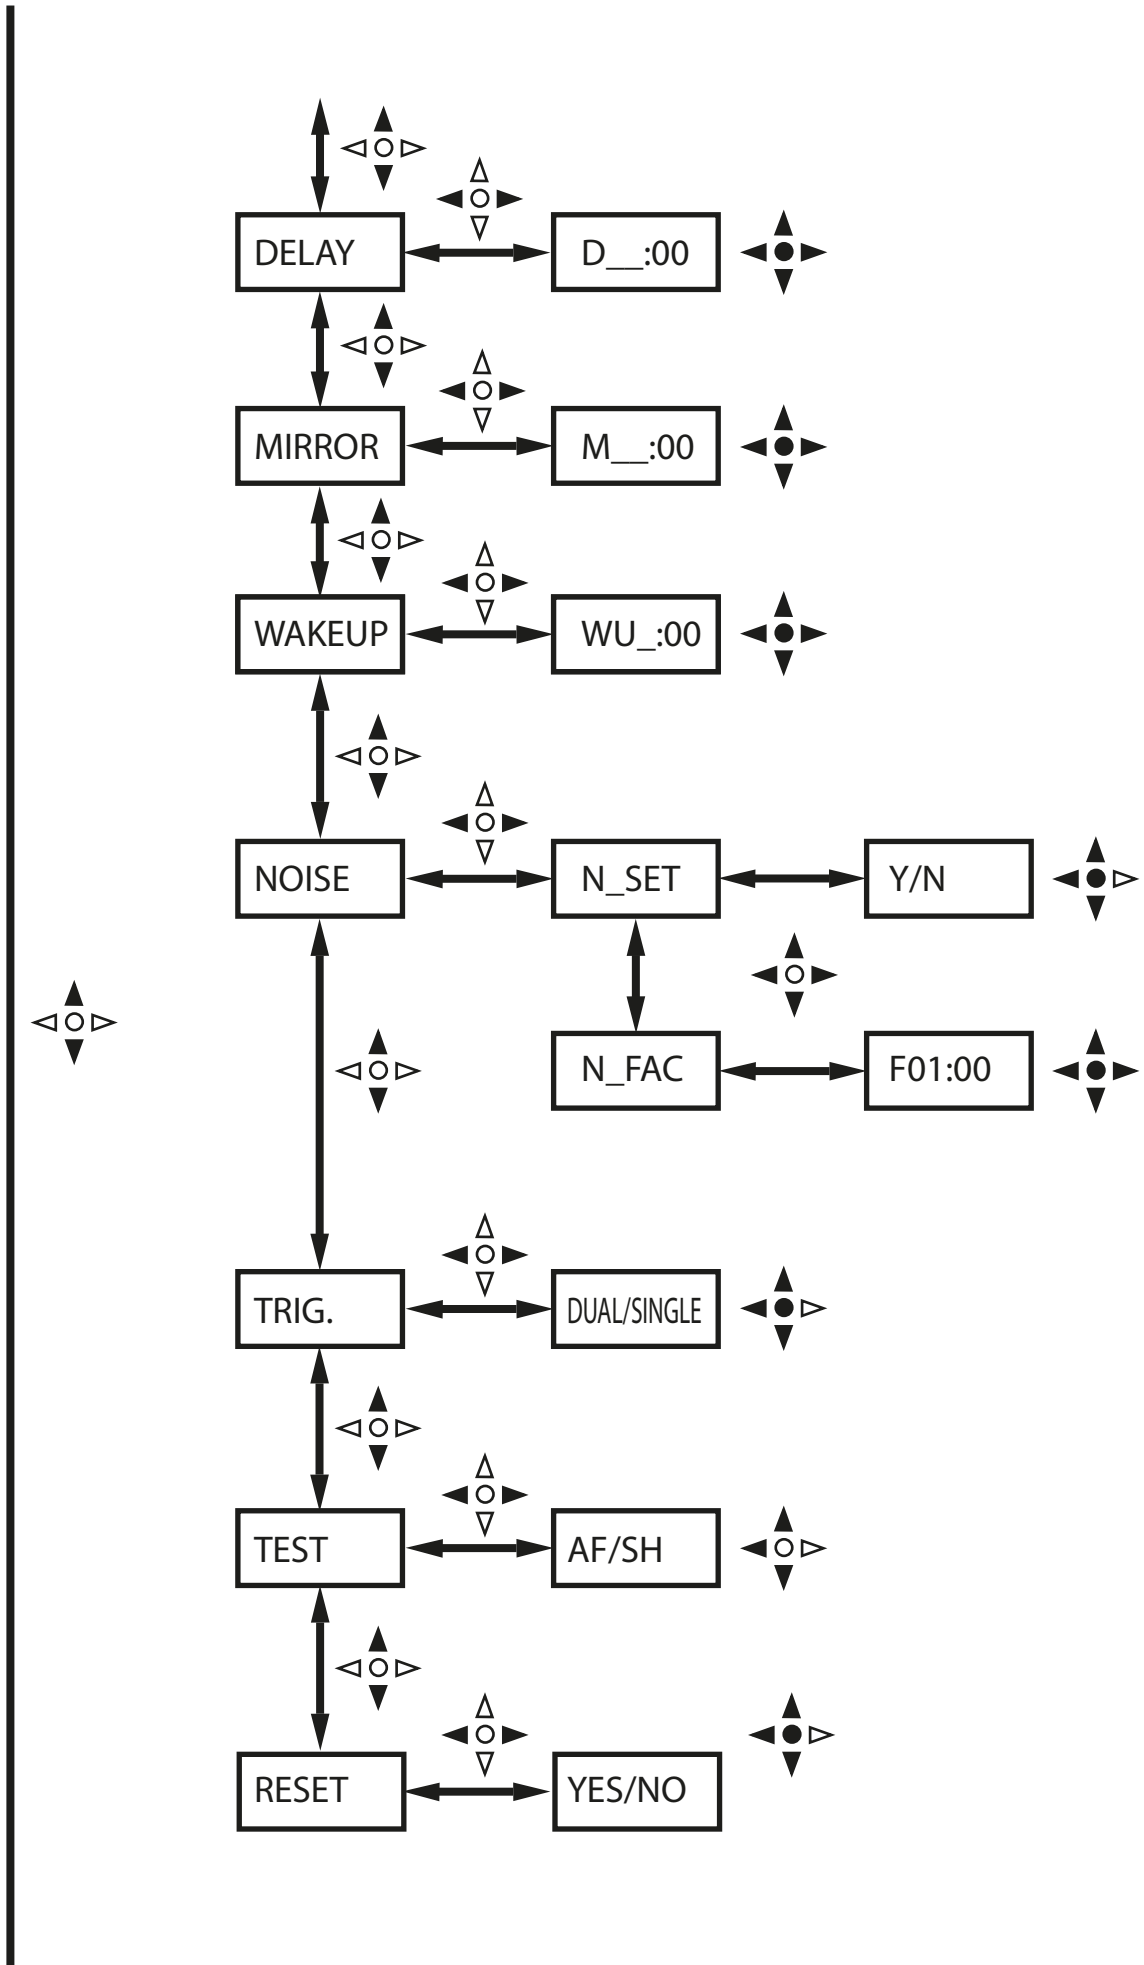 DELAY
D__:00
MIRROR
M__:00
WAKEUP
WU_:00
NOISE
N_SET
Y/N
N_FAC
F01:00
TRIG.
DUAL/SINGLE
TEST
AF/SH
RESET
YES/NO